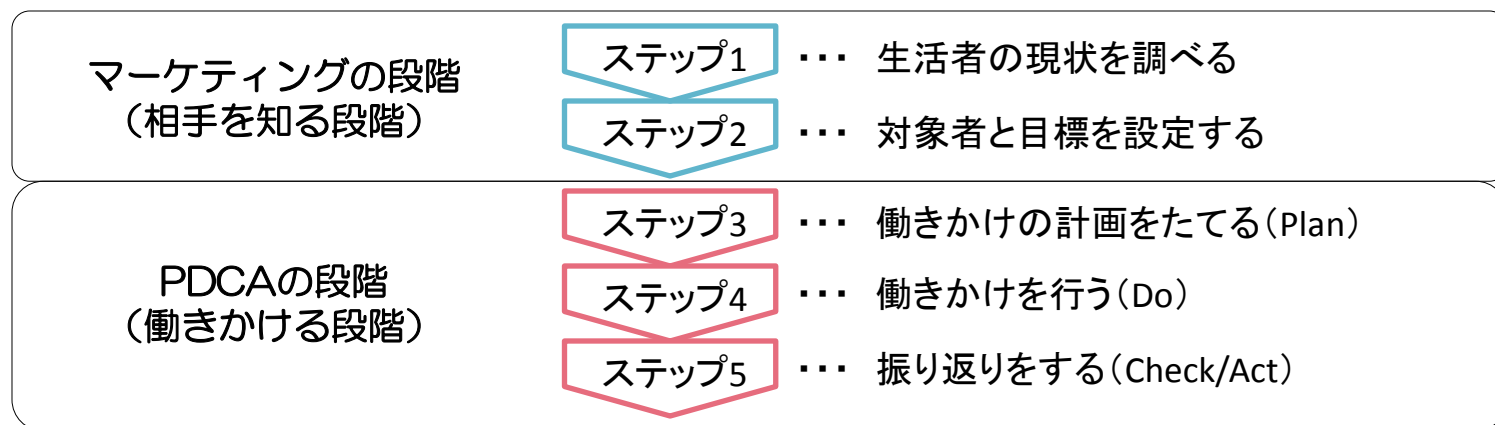 マーケティングの段階
（相手を知る段階）
ステップ1 ・・・ 生活者の現状を調べる
ステップ2 ・・・ 対象者と目標を設定する
PDCAの段階
（働きかける段階）
ステップ3 ・・・ 働きかけの計画をたてる（Plan）
ステップ4 ・・・ 働きかけを行う（Do）
ステップ5 ・・・ 振り返りをする（Check/Act）